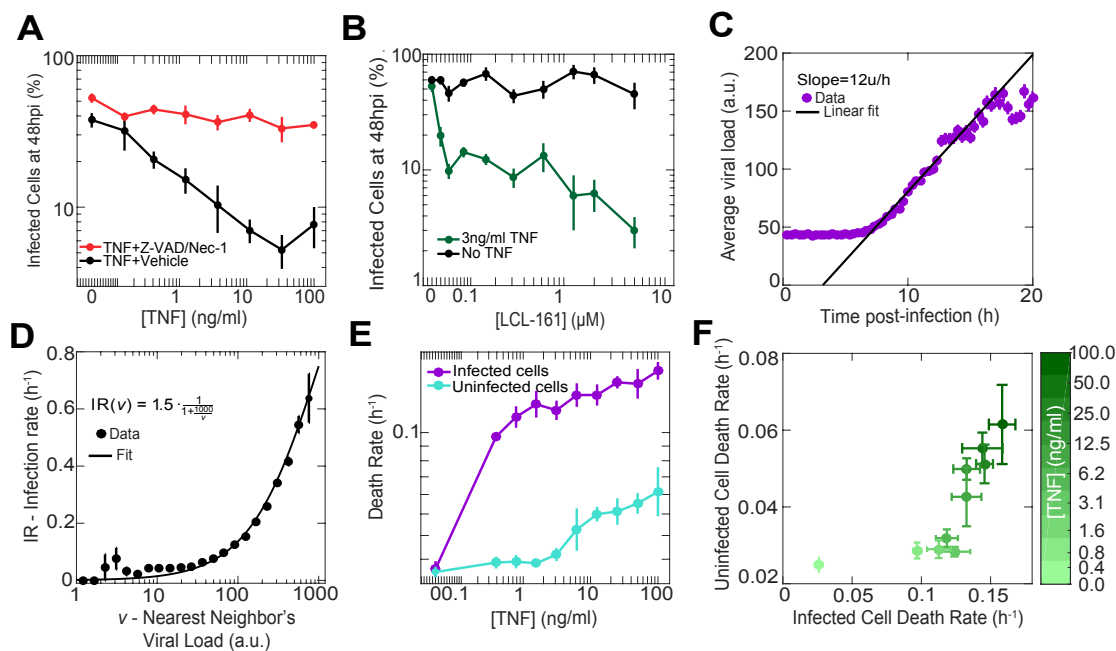 A
Infected Cells at 48hpi (%)
100
10
TNF+Z-VAD/Nec-1
TNF+Vehicle
0
1
10
100
[TNF] (ng/ml)
B
Infected Cells at 48hpi (%)
100
10
1
3ng/ml TNF
No TNF
0
0.1
1
10
[LCL-161] (µM)
C
Average viral load (a.u.)
200
150
100
50
0
Slope=12u/h
Data
Linear fit
0
10
20
Time post-infection (h)
D
IR - Infection rate (h⁻¹)
0.8
0.4
0
IR(v) = 1.5 · 1/(1+1000/v)
Data
Fit
1
10
100
1000
v - Nearest Neighbor's
Viral Load (a.u.)
E
Death Rate (h⁻¹)
0.1
Infected cells
Uninfected cells
0
0.1
1
10
100
[TNF] (ng/ml)
F
Uninfected Cell Death Rate (h⁻¹)
0.08
0.06
0.04
0.02
0
0.05
0.1
0.15
Infected Cell Death Rate (h⁻¹)
100.0
50.0
25.0
12.5
6.2
3.1
1.6
0.8
0.4
0.0
[TNF] (ng/ml)